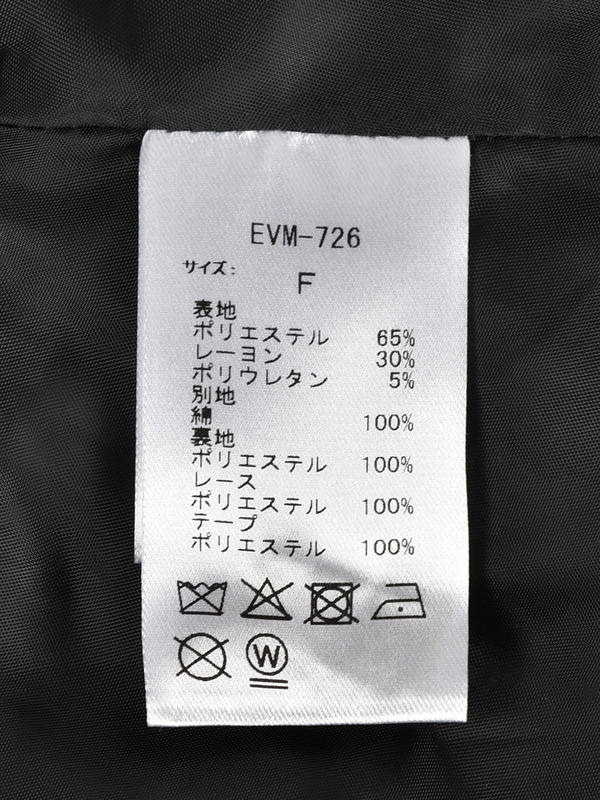 EVM-726
サイズ: F
表地
ポリエステル 65%
レーヨン 30%
ポリウレタン 5%
別地
綿 100%
裏地
ポリエステル 100%
レース
ポリエステル 100%
テープ
ポリエステル 100%
W